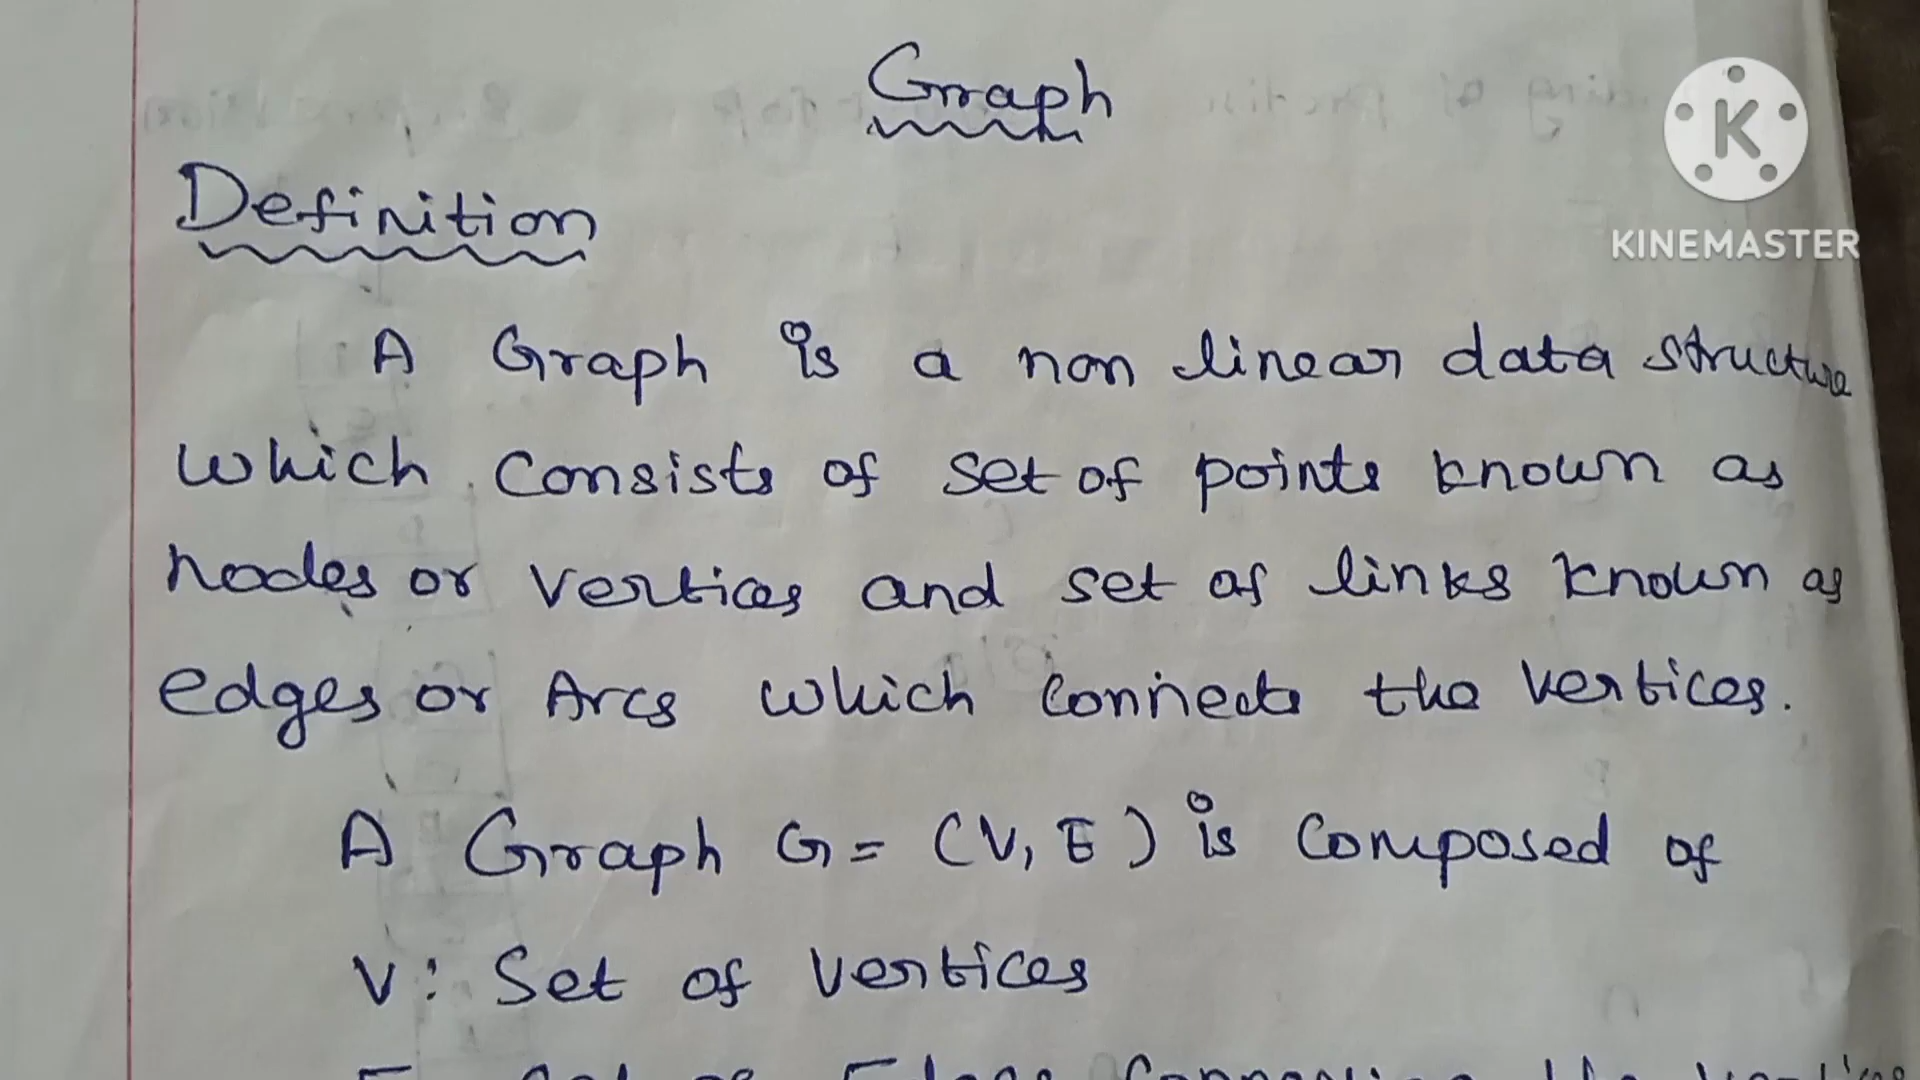 Graph
K
KINEMASTER
Definition
A Graph is a non linear data structure
which consists of set of points known as
nodes or vertices and set of links known as
edges or Arcs which connects the vertices.
A Graph G = (V, E) is composed of
V: Set of vertices